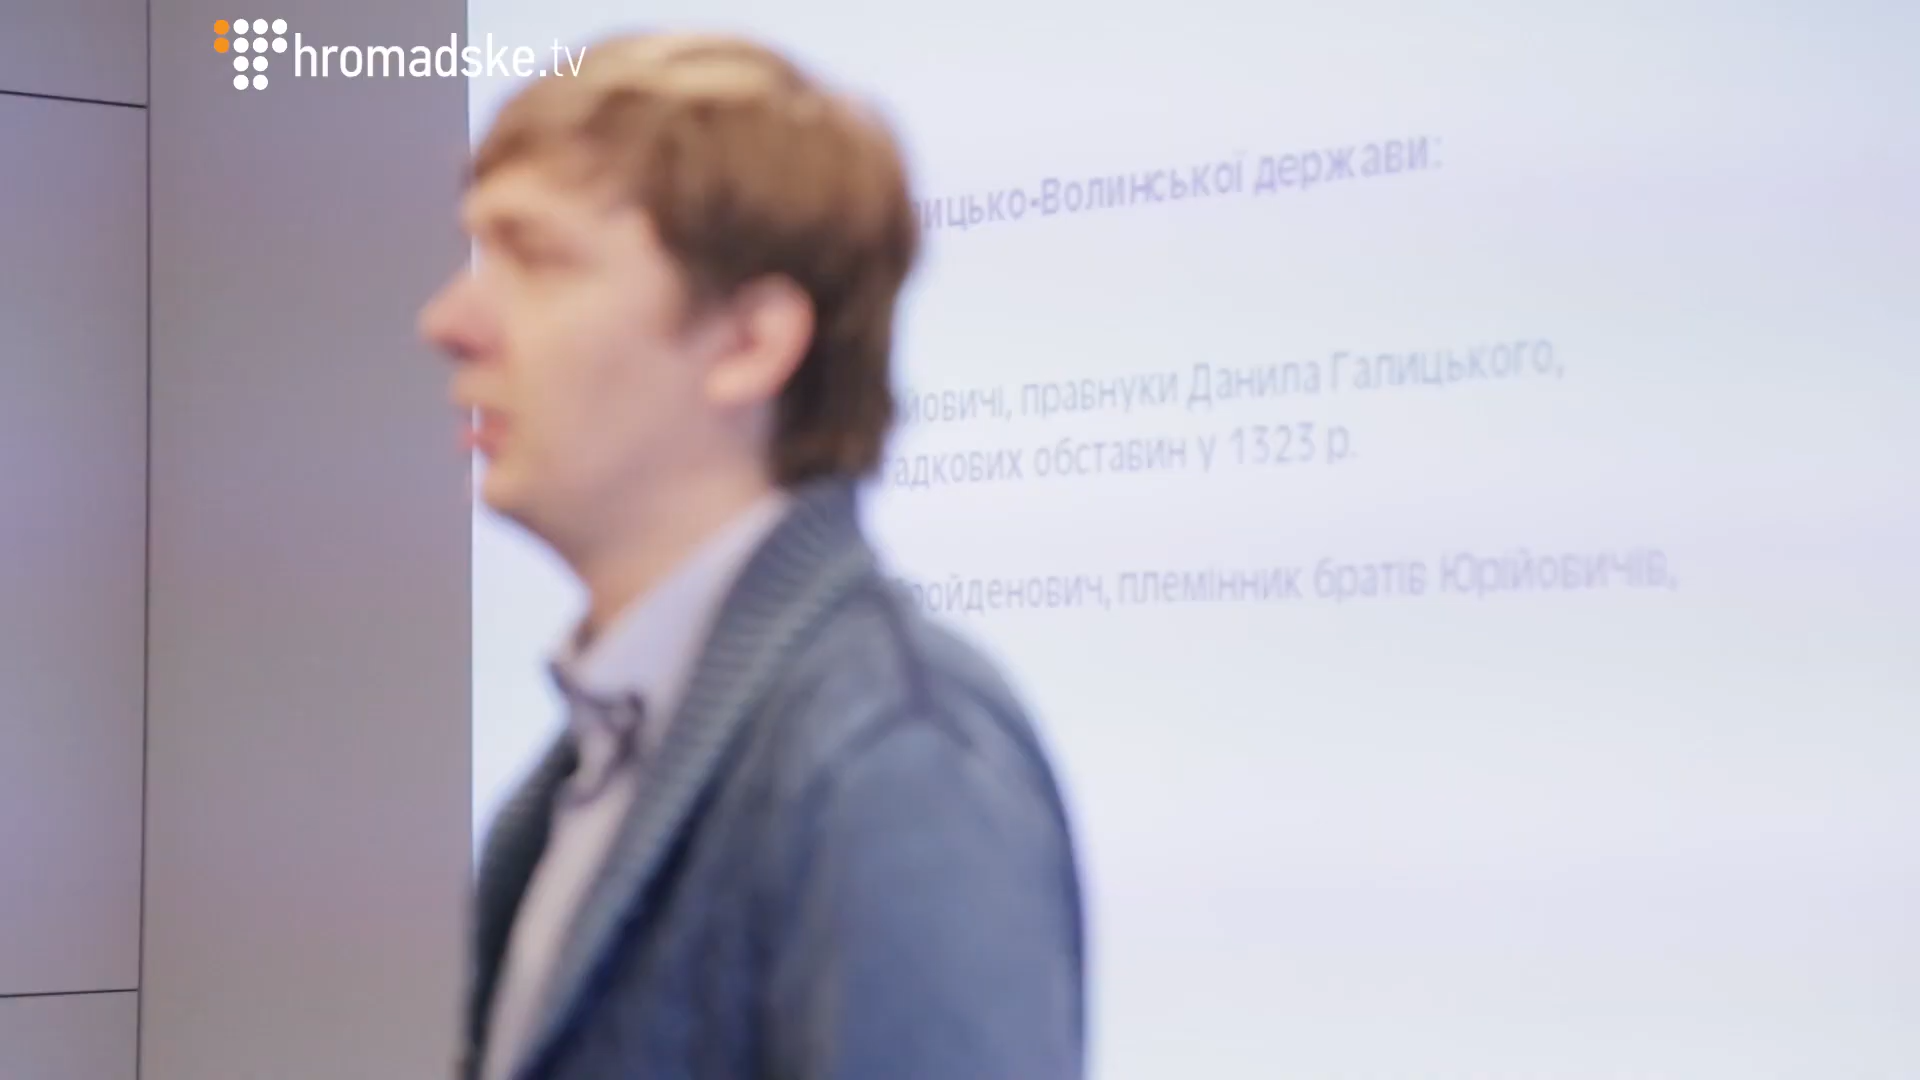 hromadske.tv
ицько-Волинської держави:
йовичі, правнуки Данила Галицького,
адкових обставин у 1323 р.
ройденович, племінник братів Юрійовичів,